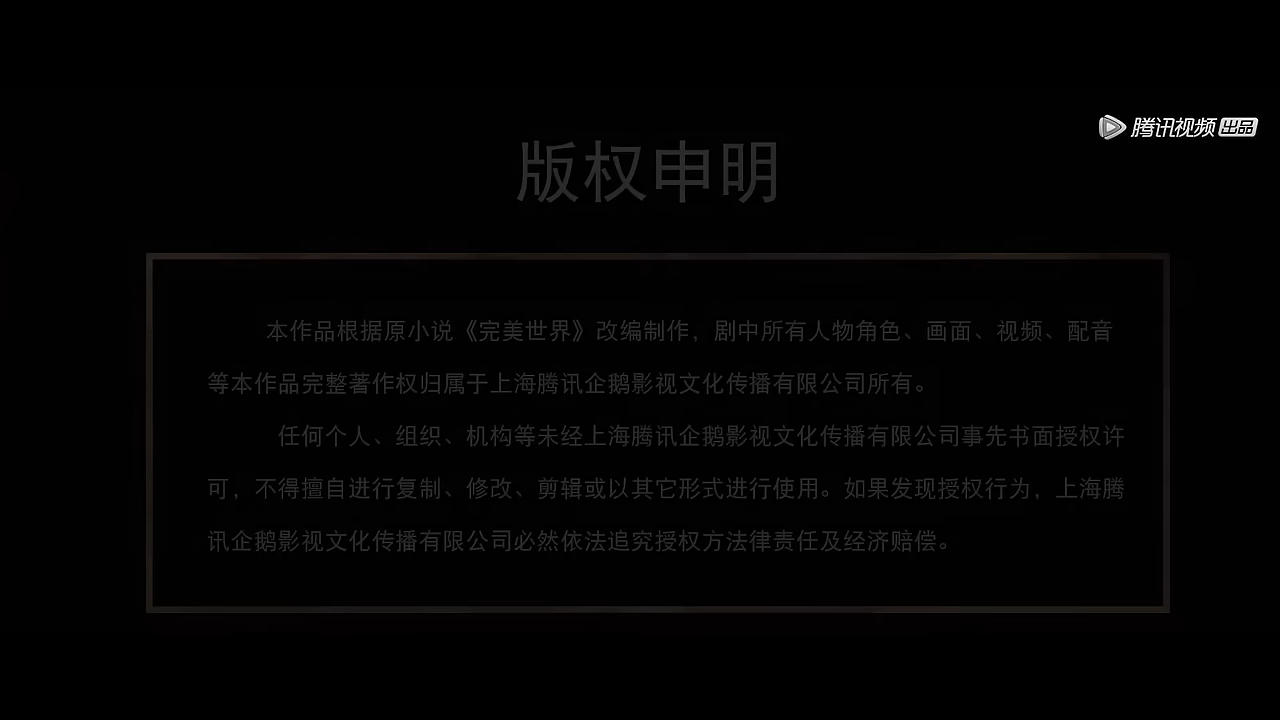 腾讯视频 出品
版权申明
本作品根据原小说《完美世界》改编制作，剧中所有人物角色、画面、视频、配音
等本作品完整著作权归属于上海腾讯企鹅影视文化传播有限公司所有。
任何个人、组织、机构等未经上海腾讯企鹅影视文化传播有限公司事先书面授权许
可，不得擅自进行复制、修改、剪辑或以其它形式进行使用。如果发现授权行为，上海腾
讯企鹅影视文化传播有限公司必然依法追究授权方法律责任及经济赔偿。